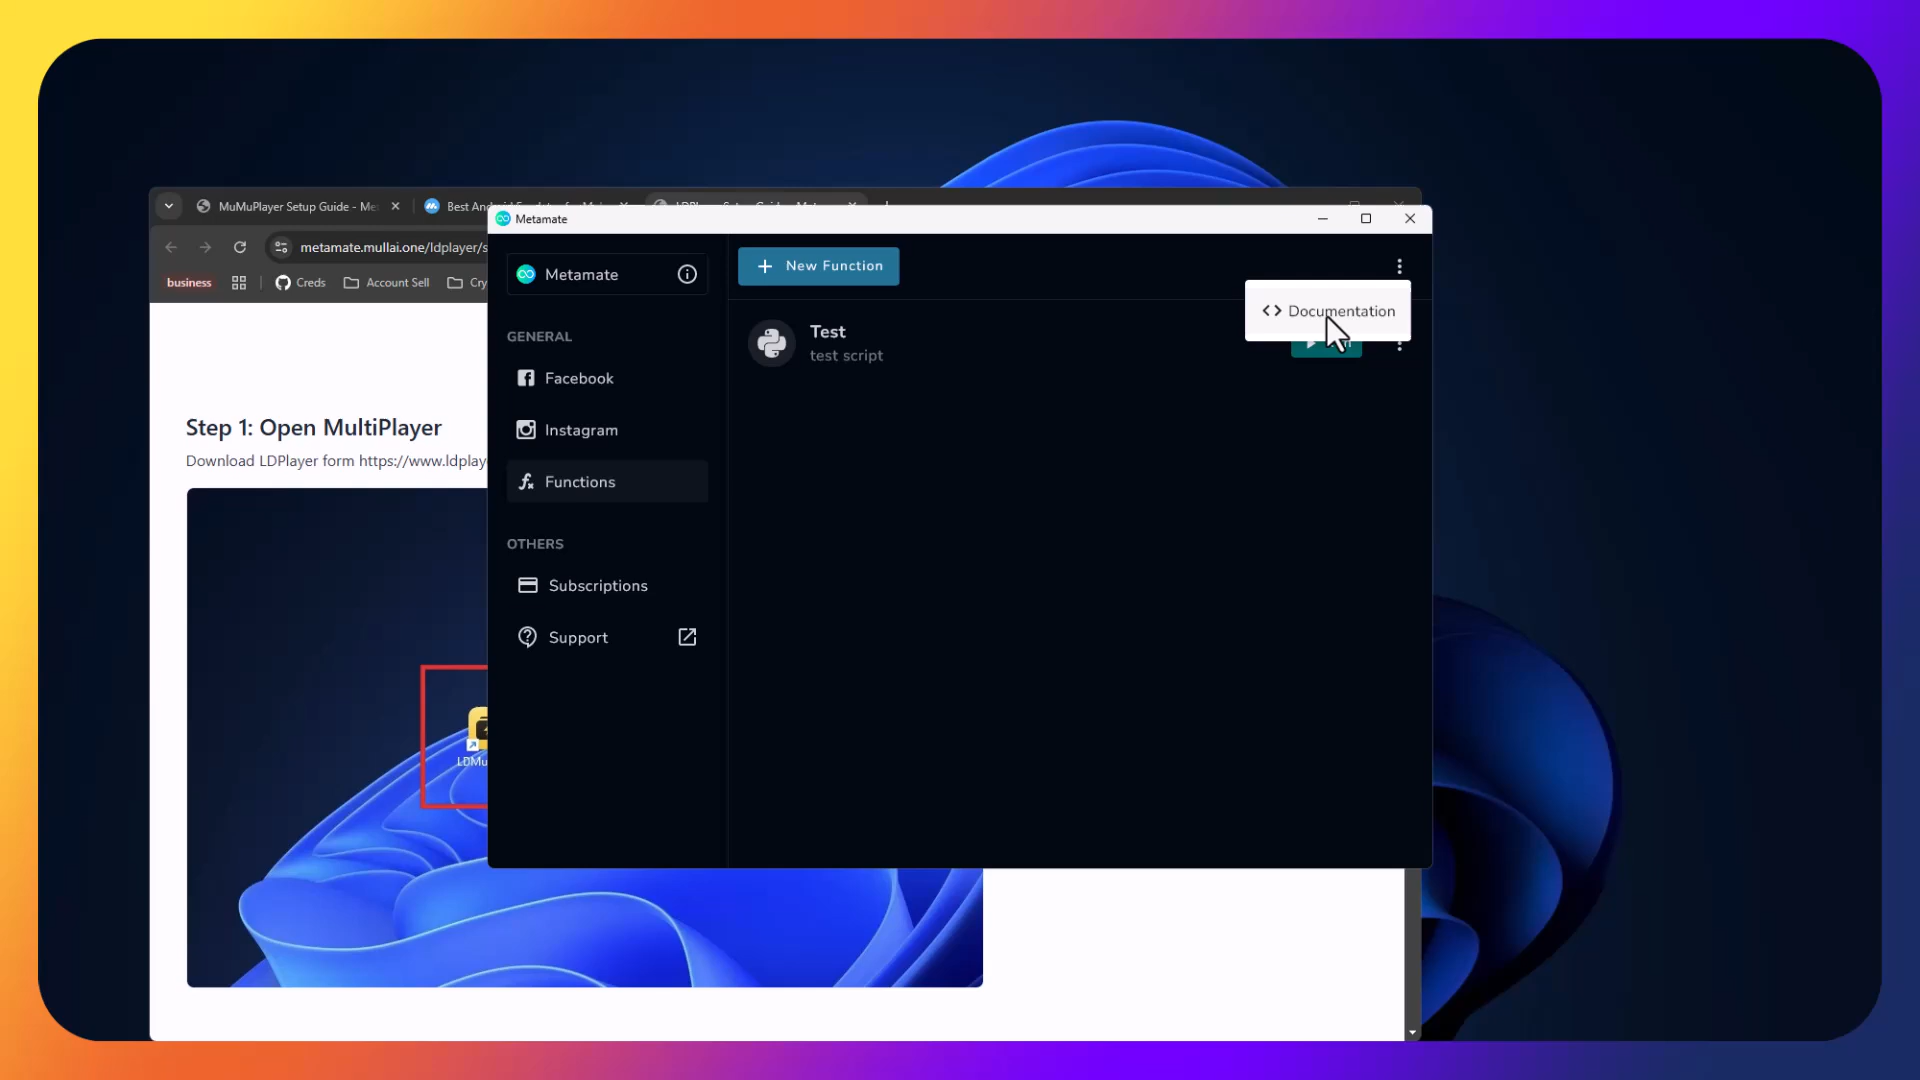 MuMuPlayer Setup Guide - Me
Best An
metamate.mullai.one/ldplayer/s
business
Creds
Account Sell
Cry
Step 1: Open MultiPlayer
Download LDPlayer form https://www.ldplay
LDMu
Metamate
Metamate
New Function
Documentation
GENERAL
Facebook
Instagram
Functions
OTHERS
Subscriptions
Support
Test
test script